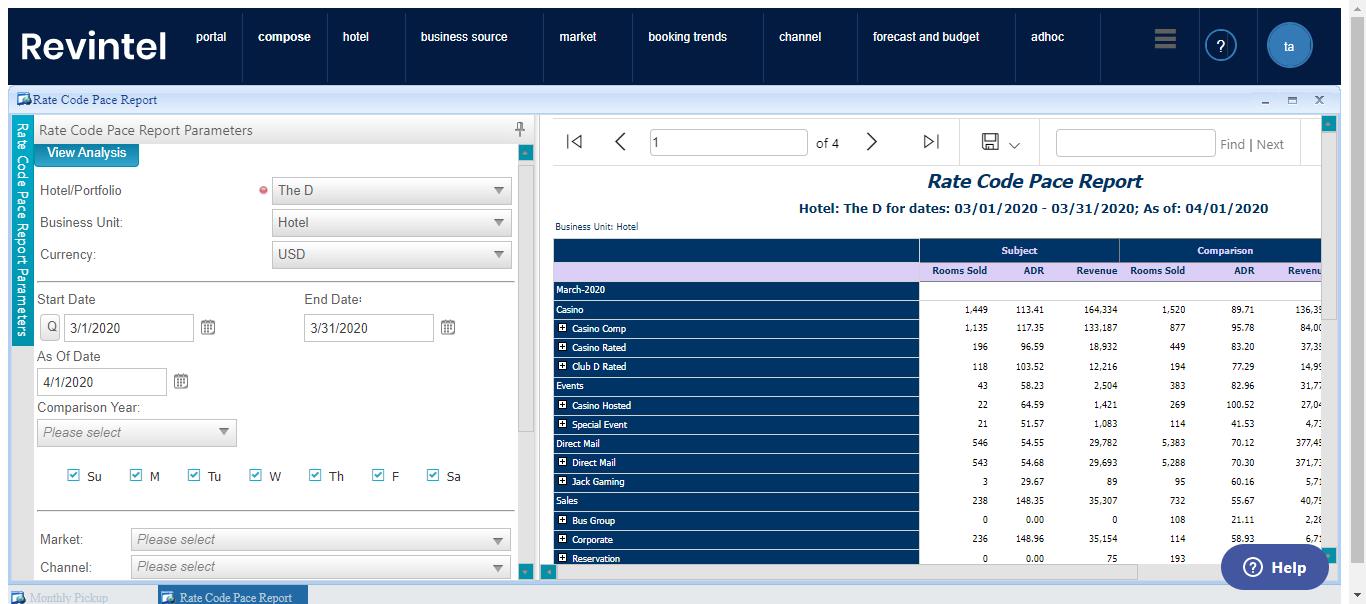 Revintel portal compose hotel business source market booking trends channel forecast and budget adhoc ? ta
Rate Code Pace Report
Rate Code Pace Report Parameters
Rate Code Pace Report Parameters
View Analysis
Hotel/Portfolio The D
Business Unit: Hotel
Currency: USD
Start Date End Date:
Q 3/1/2020 3/31/2020
As Of Date
4/1/2020
Comparison Year:
Please select
Su M Tu W Th F Sa
Market: Please select
Channel: Please select
1 of 4 Find | Next
Rate Code Pace Report
Hotel: The D for dates: 03/01/2020 - 03/31/2020; As of: 04/01/2020
Business Unit: Hotel
Subject Comparison
Rooms Sold ADR Revenue Rooms Sold ADR Revenu
March-2020
Casino 1,449 113.41 164,334 1,520 89.71 136,35
Casino Comp 1,135 117.35 133,187 877 95.78 84,00
Casino Rated 196 96.59 18,932 449 83.20 37,35
Club D Rated 118 103.52 12,216 194 77.29 14,99
Events 43 58.23 2,504 383 82.96 31,77
Casino Hosted 22 64.59 1,421 269 100.52 27,04
Special Event 21 51.57 1,083 114 41.53 4,73
Direct Mail 546 54.55 29,782 5,383 70.12 377,45
Direct Mail 543 54.68 29,693 5,288 70.30 371,73
Jack Gaming 3 29.67 89 95 60.16 5,71
Sales 238 148.35 35,307 732 55.67 40,75
Bus Group 0 0.00 0 108 21.11 2,28
Corporate 236 148.96 35,154 114 58.93 6,71
Reservation 0 0.00 75 193
? Help
Monthly Pickup Rate Code Pace Report